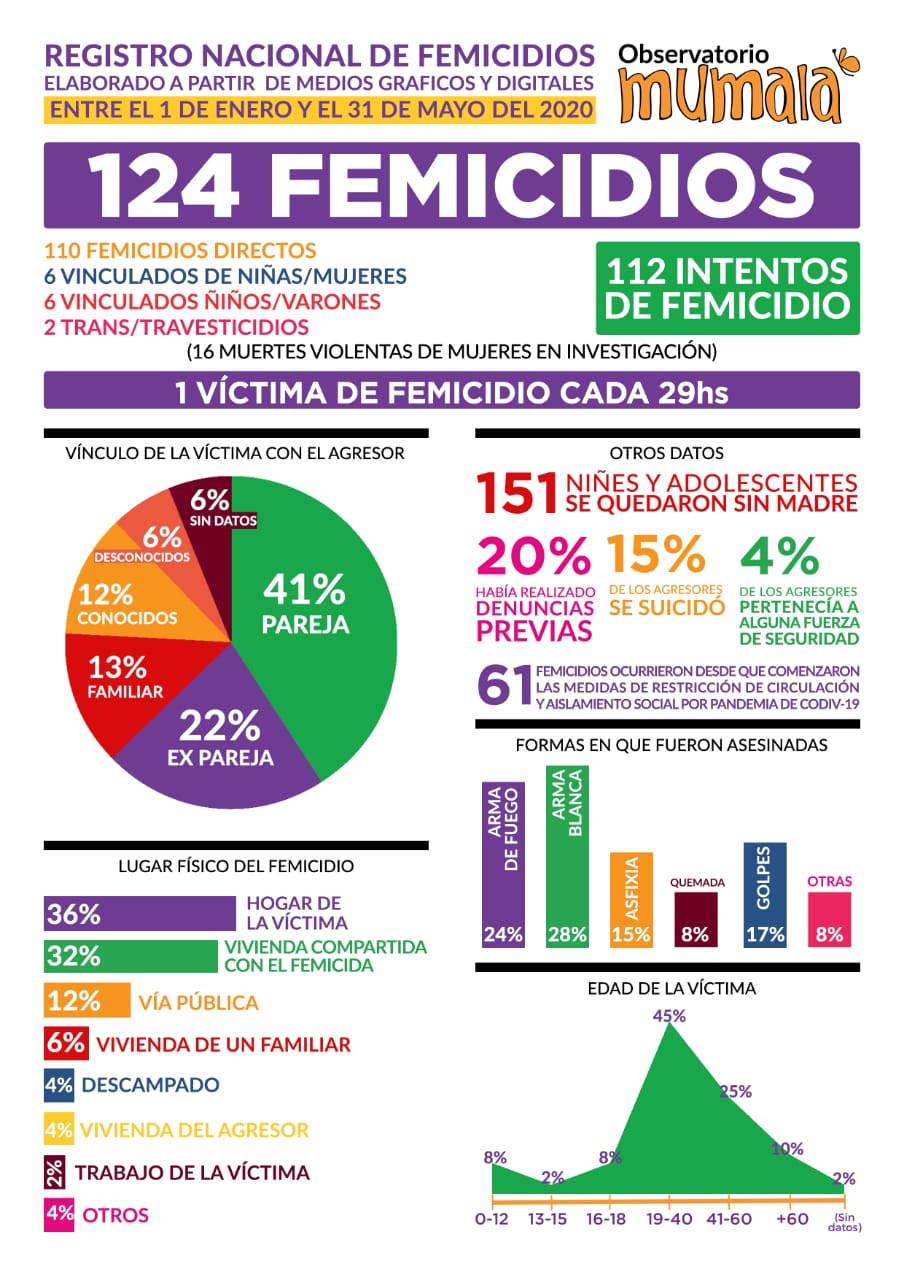 REGISTRO NACIONAL DE FEMICIDIOS
ELABORADO A PARTIR DE MEDIOS GRAFICOS Y DIGITALES
ENTRE EL 1 DE ENERO Y EL 31 DE MAYO DEL 2020
Observatorio
mumala
124 FEMICIDIOS
110 FEMICIDIOS DIRECTOS
6 VINCULADOS DE NIÑAS/MUJERES
6 VINCULADOS ÑIÑOS/VARONES
2 TRANS/TRAVESTICIDIOS
112 INTENTOS
DE FEMICIDIO
(16 MUERTES VIOLENTAS DE MUJERES EN INVESTIGACIÓN)
1 VÍCTIMA DE FEMICIDIO CADA 29hs
VÍNCULO DE LA VÍCTIMA CON EL AGRESOR
6%
SIN DATOS
6%
DESCONOCIDOS
12%
CONOCIDOS
13%
FAMILIAR
22%
EX PAREJA
41%
PAREJA
LUGAR FÍSICO DEL FEMICIDIO
36%
HOGAR DE
LA VÍCTIMA
32%
VIVIENDA COMPARTIDA
CON EL FEMICIDA
12% VÍA PÚBLICA
6% VIVIENDA DE UN FAMILIAR
4% DESCAMPADO
4% VIVIENDA DEL AGRESOR
2% TRABAJO DE LA VÍCTIMA
4% OTROS
OTROS DATOS
151
NIÑES Y ADOLESCENTES
SE QUEDARON SIN MADRE
20%
HABÍA REALIZADO
DENUNCIAS
PREVIAS
15%
DE LOS AGRESORES
SE SUICIDÓ
4%
DE LOS AGRESORES
PERTENECÍA A
ALGUNA FUERZA
DE SEGURIDAD
61
FEMICIDIOS OCURRIERON DESDE QUE COMENZARON
LAS MEDIDAS DE RESTRICCIÓN DE CIRCULACIÓN
Y AISLAMIENTO SOCIAL POR PANDEMIA DE CODIV-19
FORMAS EN QUE FUERON ASESINADAS
ARMA
DE FUEGO
24%
ARMA
BLANCA
28%
ASFIXIA
15%
QUEMADA
8%
GOLPES
17%
OTRAS
8%
EDAD DE LA VÍCTIMA
8% 2% 8% 45% 25% 10% 2%
0-12 13-15 16-18 19-40 41-60 +60 (Sin
datos)